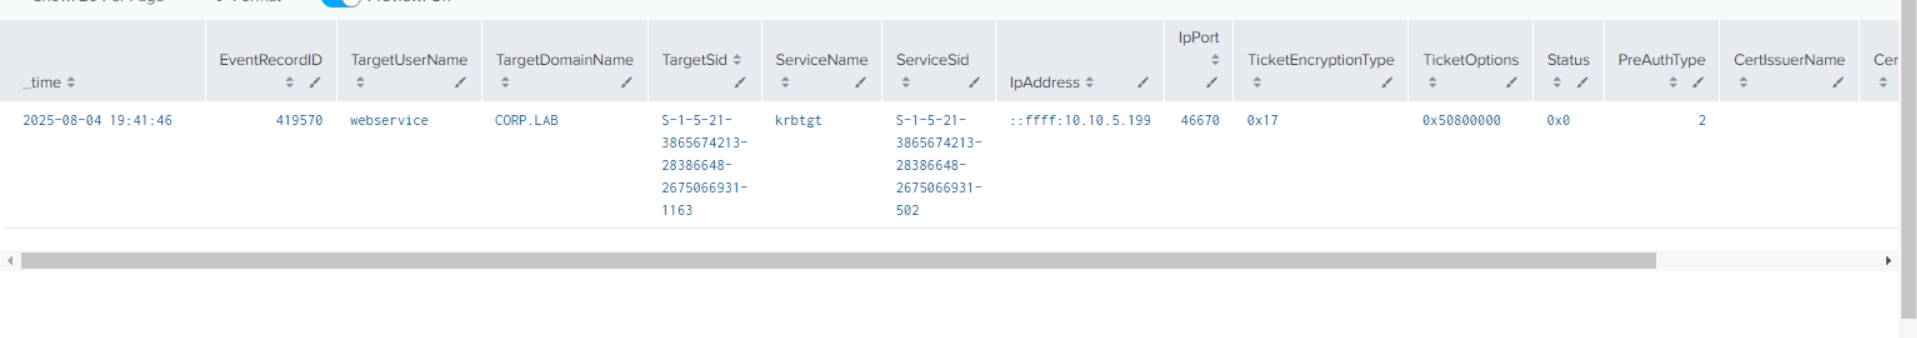 IpPort
EventRecordID TargetUserName TargetDomainName TargetSid ServiceName ServiceSid TicketEncryptionType TicketOptions Status PreAuthType CertIssuerName Cer
_time IpAddress
2025-08-04 19:41:46 419570 webservice CORP.LAB S-1-5-21- krbtgt S-1-5-21- ::ffff:10.10.5.199 46670 0x17 0x50800000 0x0 2
3865674213- 3865674213-
28386648- 28386648-
2675066931- 2675066931-
1163 502